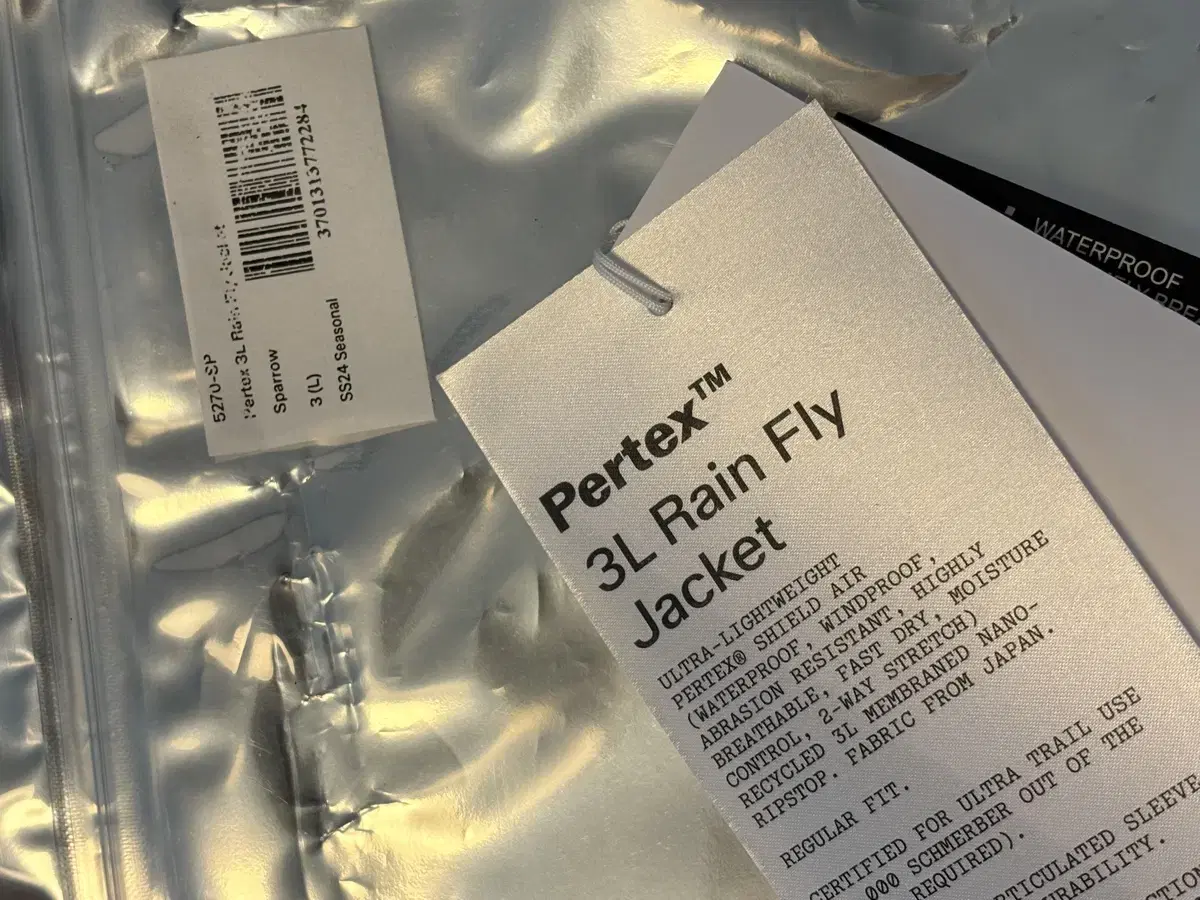 3701313772284
5270-SP
Pertex 3L Rain Fly Jacket
Sparrow
3 (L)
SS24 Seasonal
WATERPROOF
Pertex™
3L Rain Fly
Jacket
ULTRA-LIGHTWEIGHT
PERTEX® SHIELD AIR
(WATERPROOF, WINDPROOF,
ABRASION RESISTANT, HIGHLY
BREATHABLE, FAST DRY, MOISTURE
CONTROL, 2-WAY STRETCH)
RECYCLED 3L MEMBRANED NANO-
RIPSTOP. FABRIC FROM JAPAN.
REGULAR FIT.
CERTIFIED FOR ULTRA TRAIL USE
000 SCHMERBER OUT OF THE
REQUIRED).